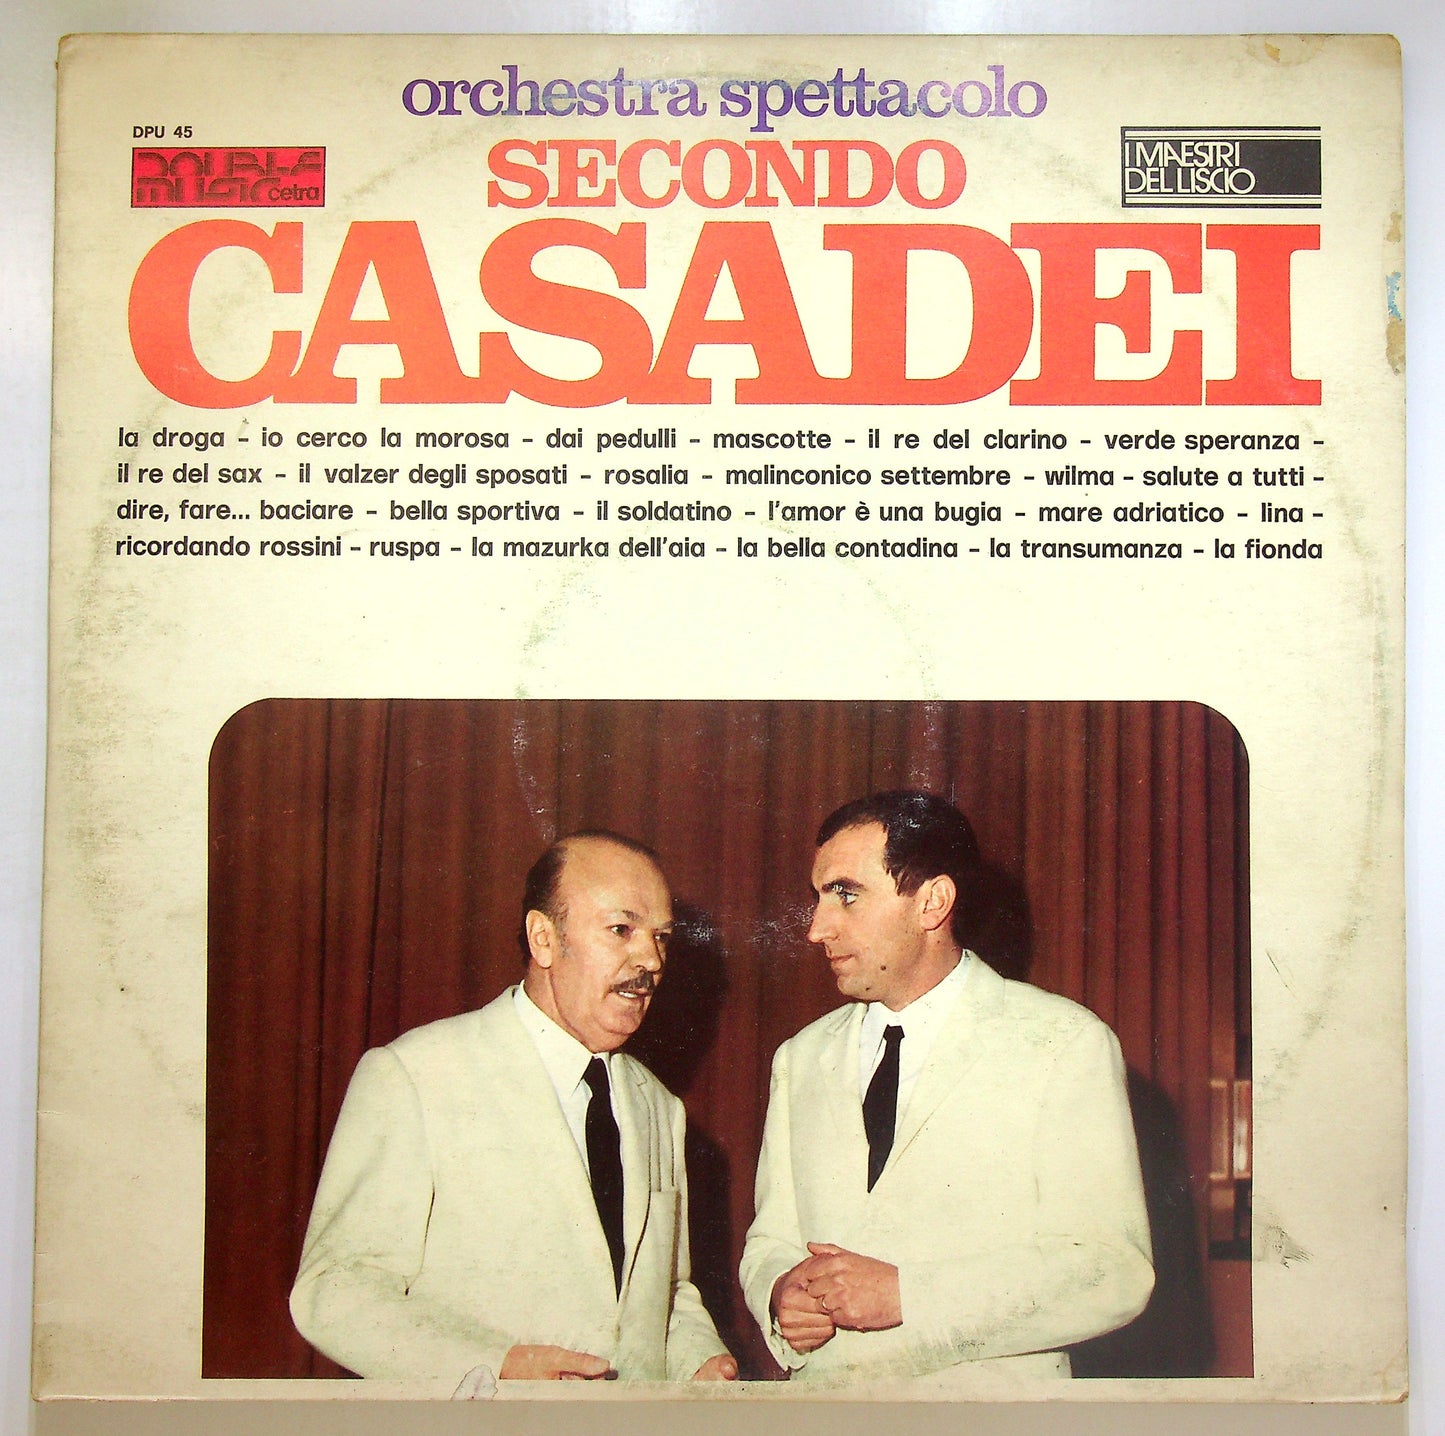 orchestra spettacolo
DPU 45
DOUBLE
MUSIC cetra
SECONDO
I MAESTRI
DEL LISCIO
CASADEI
la droga – io cerco la morosa – dai pedulli – mascotte – il re del clarino – verde speranza –
il re del sax – il valzer degli sposati – rosalia – malinconico settembre – wilma – salute a tutti –
dire, fare... baciare – bella sportiva – il soldatino – l'amor è una bugia – mare adriatico – lina –
ricordando rossini – ruspa – la mazurka dell'aia – la bella contadina – la transumanza – la fionda